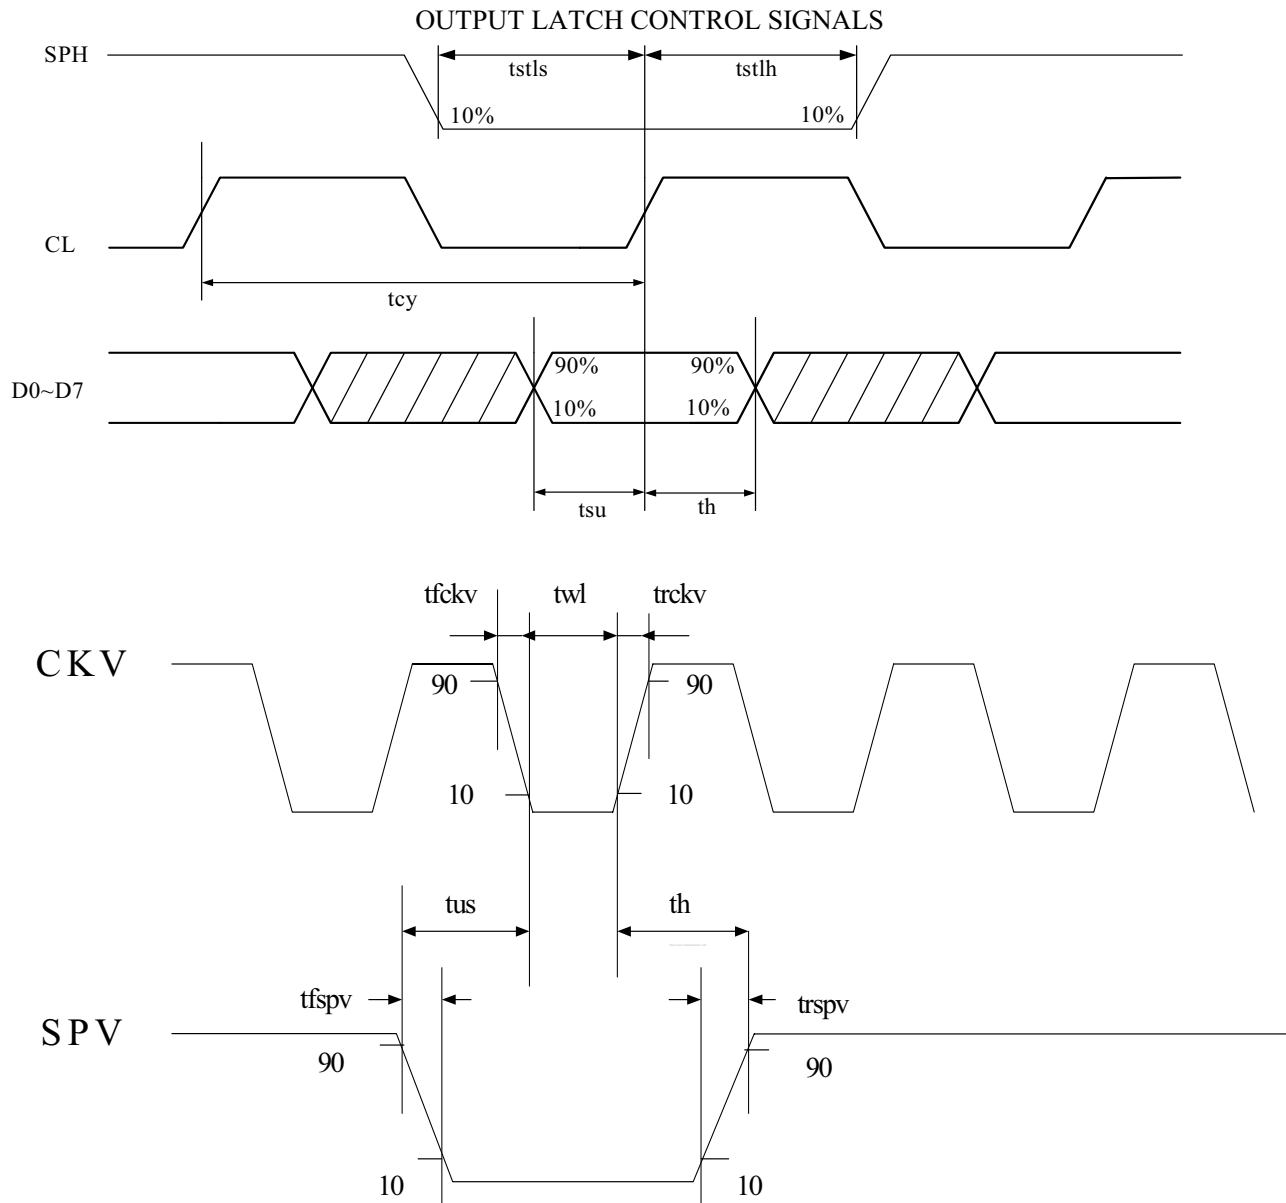 OUTPUT LATCH CONTROL SIGNALS
SPH
tstls
tstlh
10%
10%
CL
tcy
D0~D7
90%
90%
10%
10%
tsu
th
tfckv
twl
trckv
CKV
90
90
10
10
tus
th
tfspv
trspv
SPV
90
90
10
10